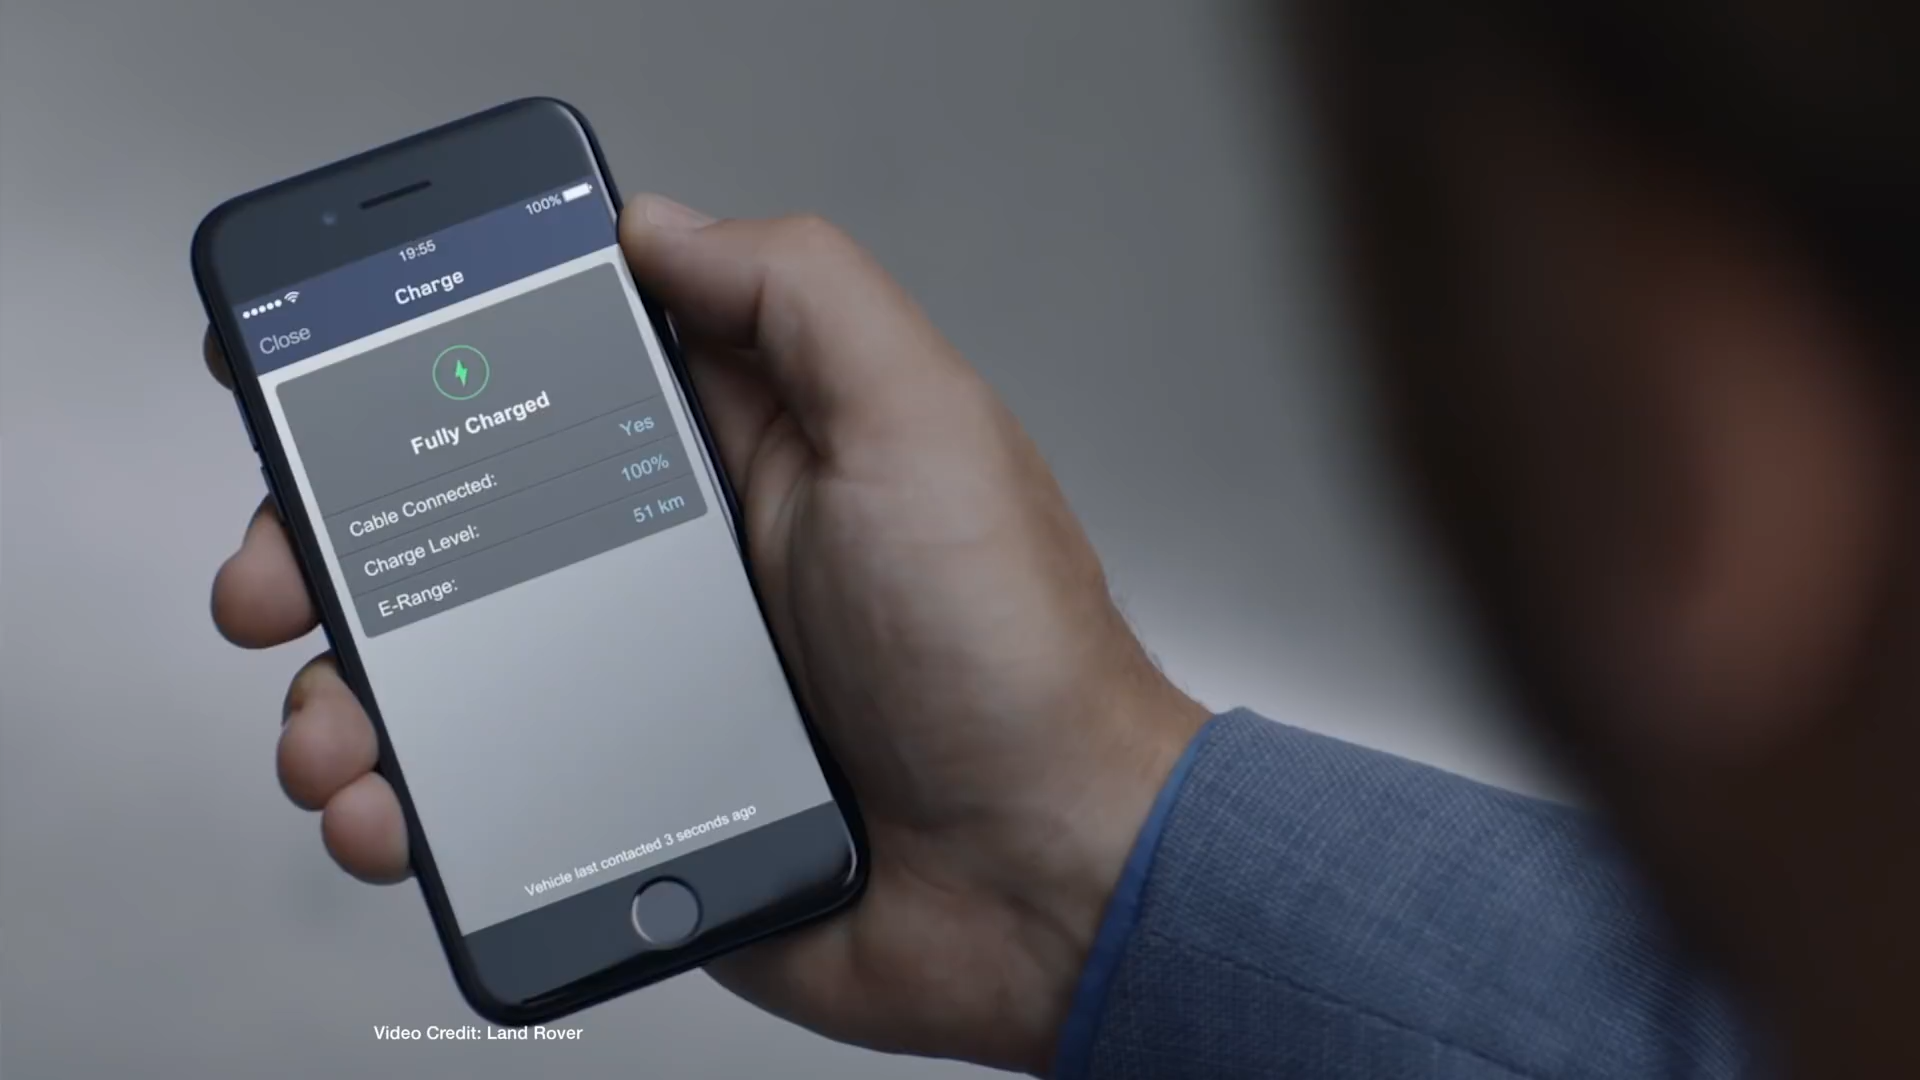 100%
19:55
Charge
Close
Fully Charged
Cable Connected: Yes
Charge Level: 100%
E-Range: 51 km
Vehicle last contacted 3 seconds ago
Video Credit: Land Rover